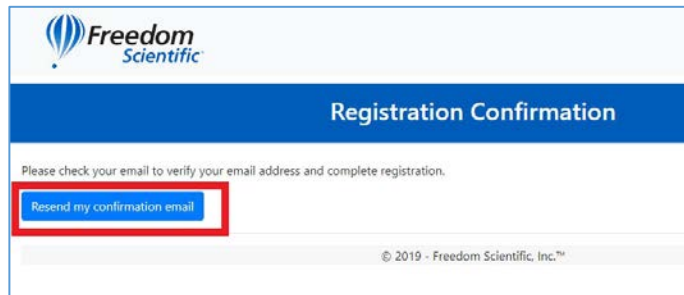 Freedom
Scientific
Registration Confirmation
Please check your email to verify your email address and complete registration.
Resend my confirmation email
© 2019 - Freedom Scientific, Inc.™